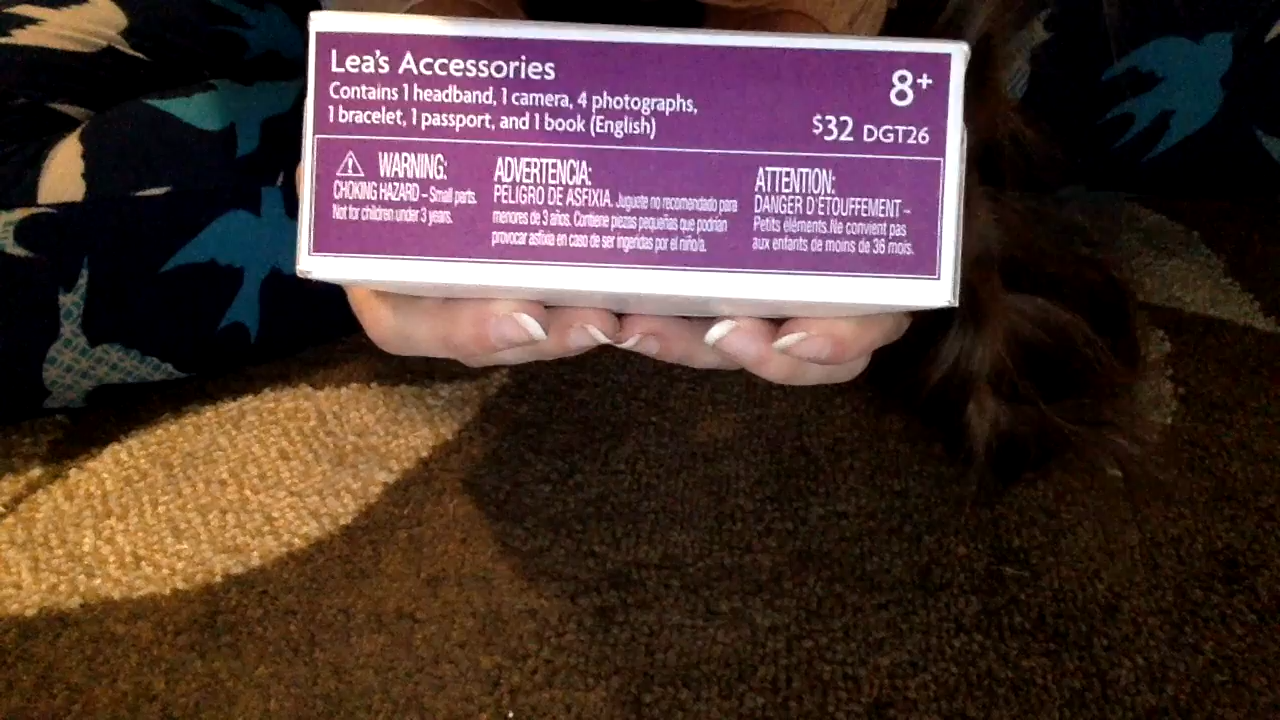 Lea's Accessories
8+
Contains 1 headband, 1 camera, 4 photographs,
1 bracelet, 1 passport, and 1 book (English)
$32 DGT26
WARNING:
CHOKING HAZARD – Small parts.
Not for children under 3 years.
ADVERTENCIA:
PELIGRO DE ASFIXIA. Juguete no recomendado para
menores de 3 años. Contiene piezas pequeñas que podrían
provocar asfixia en caso de ser ingeridas por el niño/a.
ATTENTION:
DANGER D'ÉTOUFFEMENT –
Petits éléments. Ne convient pas
aux enfants de moins de 36 mois.